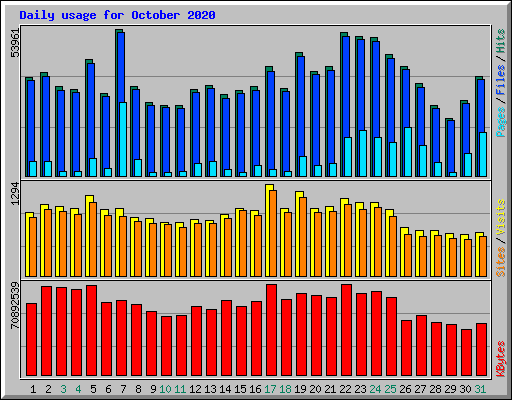 Daily usage for October 2020
53961
Pages / Files / Hits
1294
Sites / Visits
70892539
KBytes
1 2 3 4 5 6 7 8 9 10 11 12 13 14 15 16 17 18 19 20 21 22 23 24 25 26 27 28 29 30 31